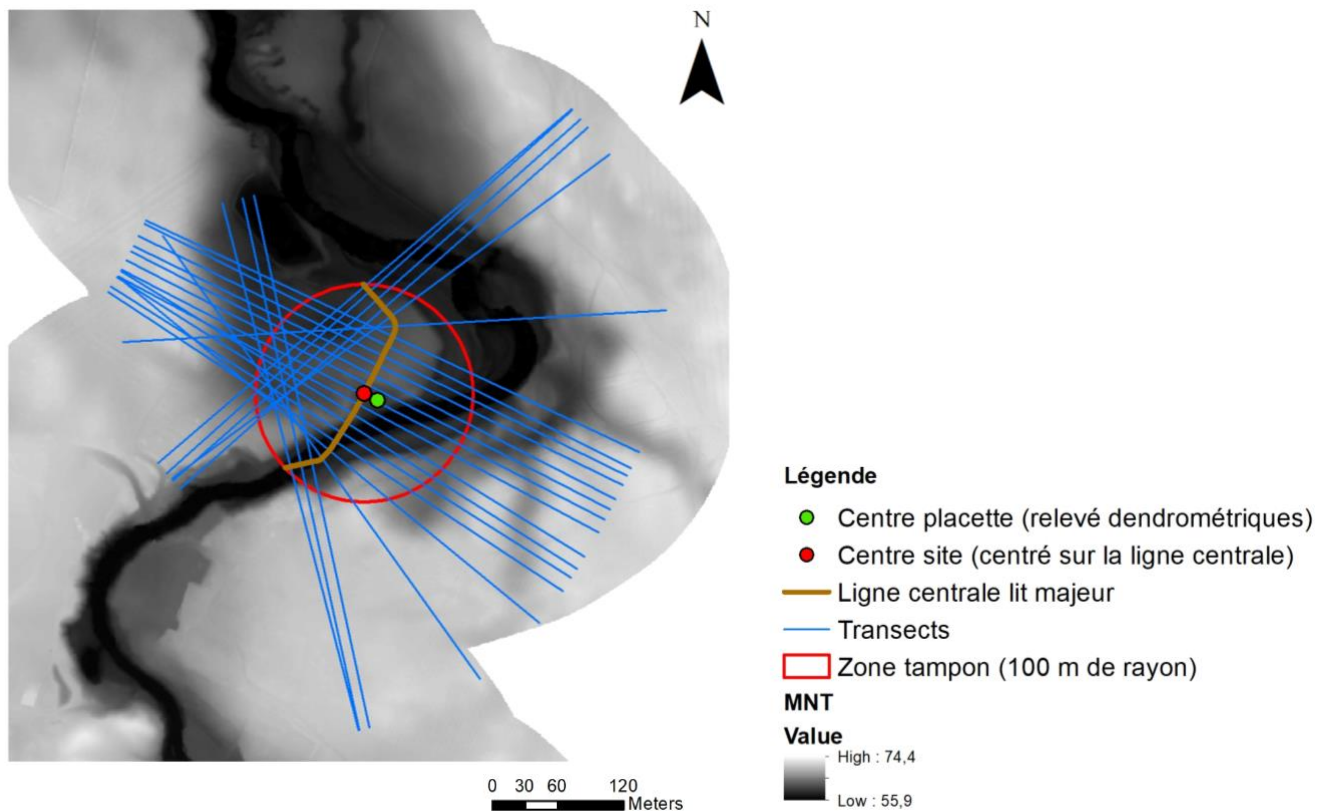 N
Légende
Centre placette (relevé dendrométriques)
Centre site (centré sur la ligne centrale)
Ligne centrale lit majeur
Transects
Zone tampon (100 m de rayon)
MNT
Value
High : 74,4
Low : 55,9
0 30 60 120
Meters